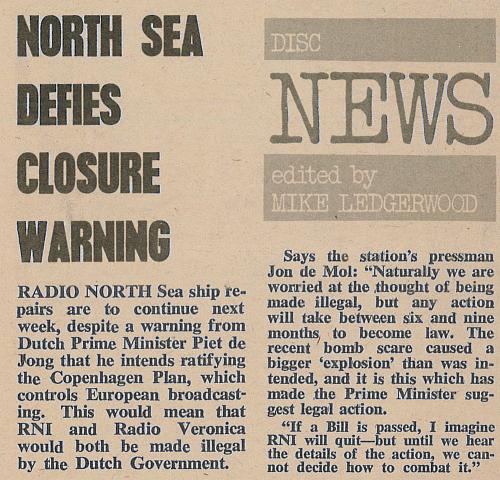 NORTH SEA
DEFIES
CLOSURE
WARNING
RADIO NORTH Sea ship re-
pairs are to continue next
week, despite a warning from
Dutch Prime Minister Piet de
Jong that he intends ratifying
the Copenhagen Plan, which
controls European broadcast-
ing. This would mean that
RNI and Radio Veronica
would both be made illegal
by the Dutch Government.
DISC
NEWS
edited by
MIKE LEDGERWOOD
Says the station's pressman
Jon de Mol: "Naturally we are
worried at the thought of being
made illegal, but any action
will take between six and nine
months to become law. The
recent bomb scare caused a
bigger 'explosion' than was in-
tended, and it is this which has
made the Prime Minister sug-
gest legal action.
"If a Bill is passed, I imagine
RNI will quit—but until we hear
the details of the action, we can-
not decide how to combat it."